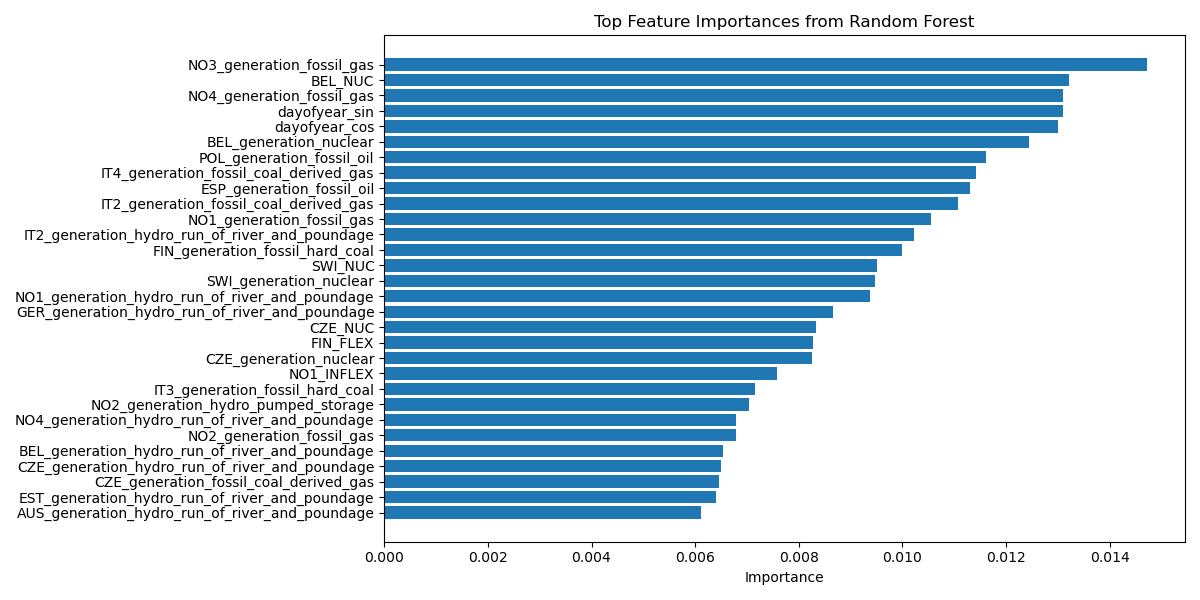 Top Feature Importances from Random Forest
NO3_generation_fossil_gas
BEL_NUC
NO4_generation_fossil_gas
dayofyear_sin
dayofyear_cos
BEL_generation_nuclear
POL_generation_fossil_oil
IT4_generation_fossil_coal_derived_gas
ESP_generation_fossil_oil
IT2_generation_fossil_coal_derived_gas
NO1_generation_fossil_gas
IT2_generation_hydro_run_of_river_and_poundage
FIN_generation_fossil_hard_coal
SWI_NUC
SWI_generation_nuclear
NO1_generation_hydro_run_of_river_and_poundage
GER_generation_hydro_run_of_river_and_poundage
CZE_NUC
FIN_FLEX
CZE_generation_nuclear
NO1_INFLEX
IT3_generation_fossil_hard_coal
NO2_generation_hydro_pumped_storage
NO4_generation_hydro_run_of_river_and_poundage
NO2_generation_fossil_gas
BEL_generation_hydro_run_of_river_and_poundage
CZE_generation_hydro_run_of_river_and_poundage
CZE_generation_fossil_coal_derived_gas
EST_generation_hydro_run_of_river_and_poundage
AUS_generation_hydro_run_of_river_and_poundage
0.000 0.002 0.004 0.006 0.008 0.010 0.012 0.014
Importance